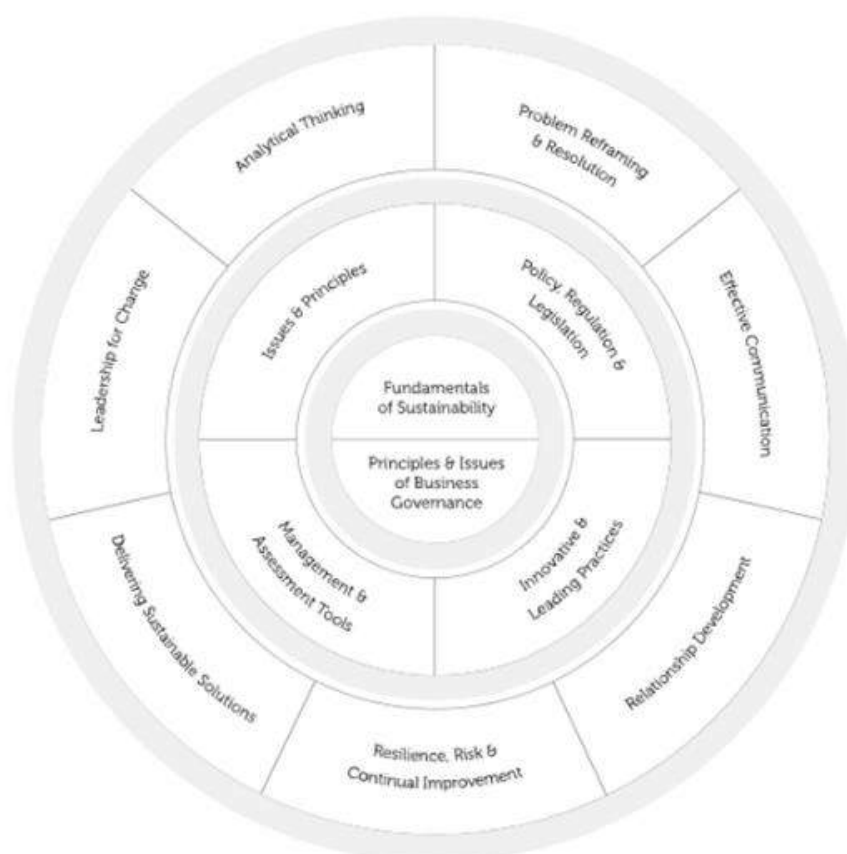 Analytical Thinking
Problem Reframing
& Resolution
Leadership for Change
Effective Communication
Issues & Principles
Policy, Regulation &
Legislation
Fundamentals
of Sustainability
Principles & Issues
of Business
Governance
Management &
Assessment Tools
Innovative &
Leading Practices
Delivering Sustainable Solutions
Relationship Development
Resilience, Risk &
Continual Improvement